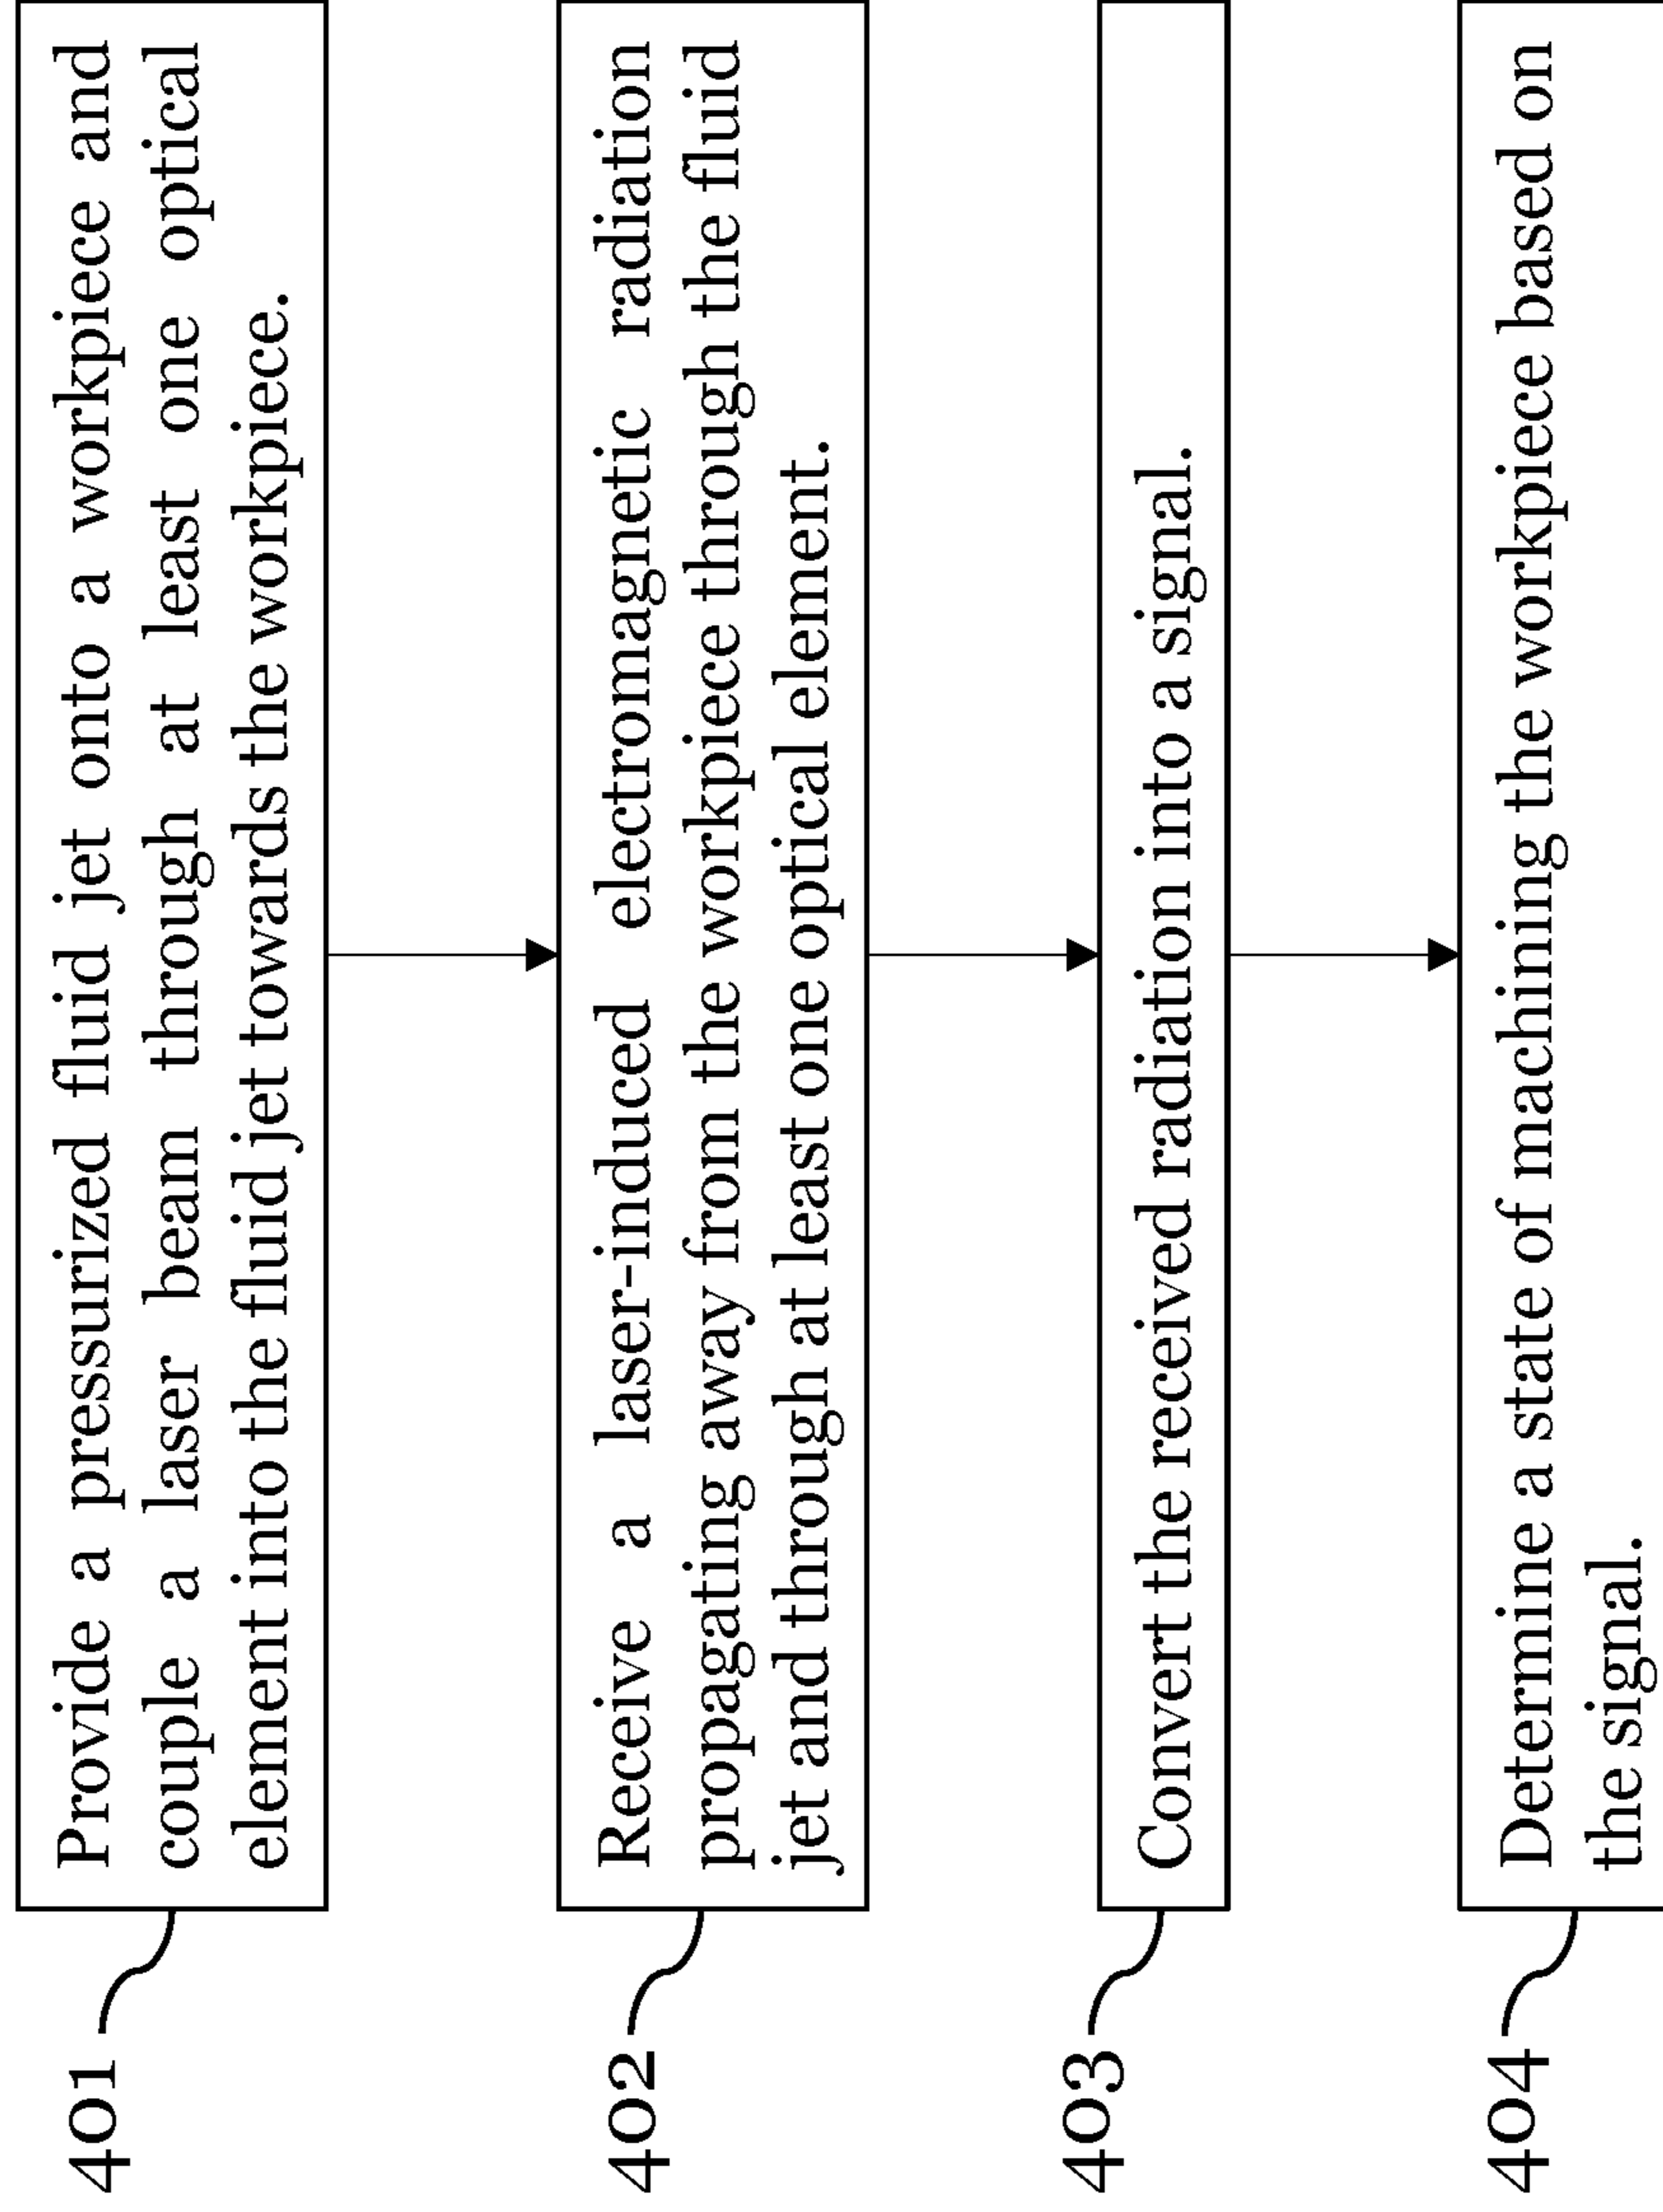 401
Provide a pressurized fluid jet onto a workpiece and
couple a laser beam through at least one optical
element into the fluid jet towards the workpiece.
402
Receive a laser-induced electromagnetic radiation
propagating away from the workpiece through the fluid
jet and through at least one optical element.
403
Convert the received radiation into a signal.
404
Determine a state of machining the workpiece based on
the signal.